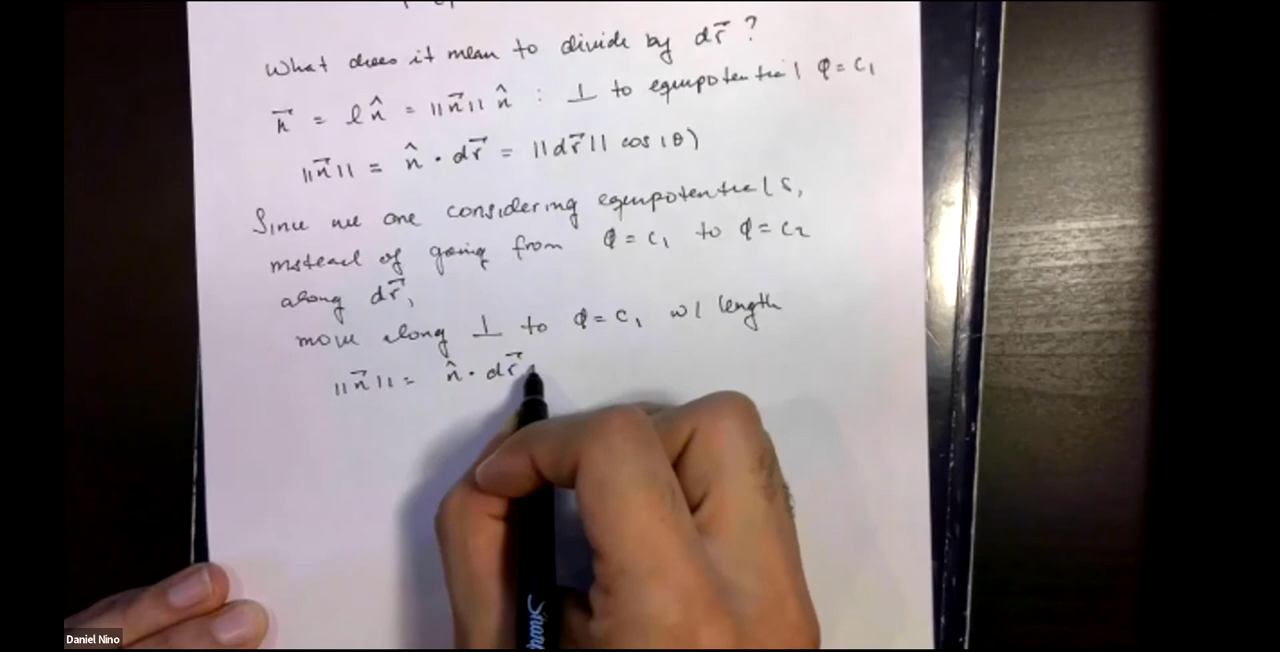 What does it mean to divide by dr⃗ ?
n⃗ = l n̂ = ||n⃗|| n̂ : ⊥ to equipotential φ = c₁
||n⃗|| = n̂ · dr⃗ = ||dr⃗|| cos(θ)
Since we are considering equipotentials,
instead of going from φ = c₁ to φ = c₂
along dr⃗,
move along ⊥ to φ = c₁ w/ length
||n⃗|| = n̂ · dr⃗
Shar
Daniel Nino